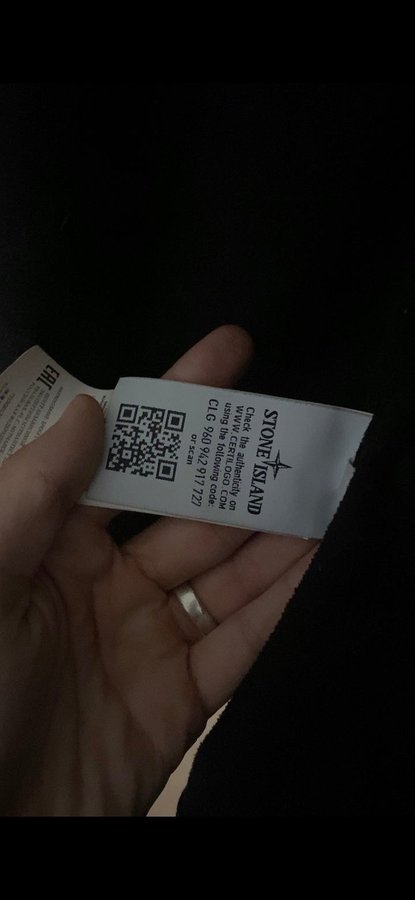 STONE ISLAND
Check the authenticity on
WWW.CERTILOGO.COM
using the following code:
CLG 960 942 917 727
or scan
EAC